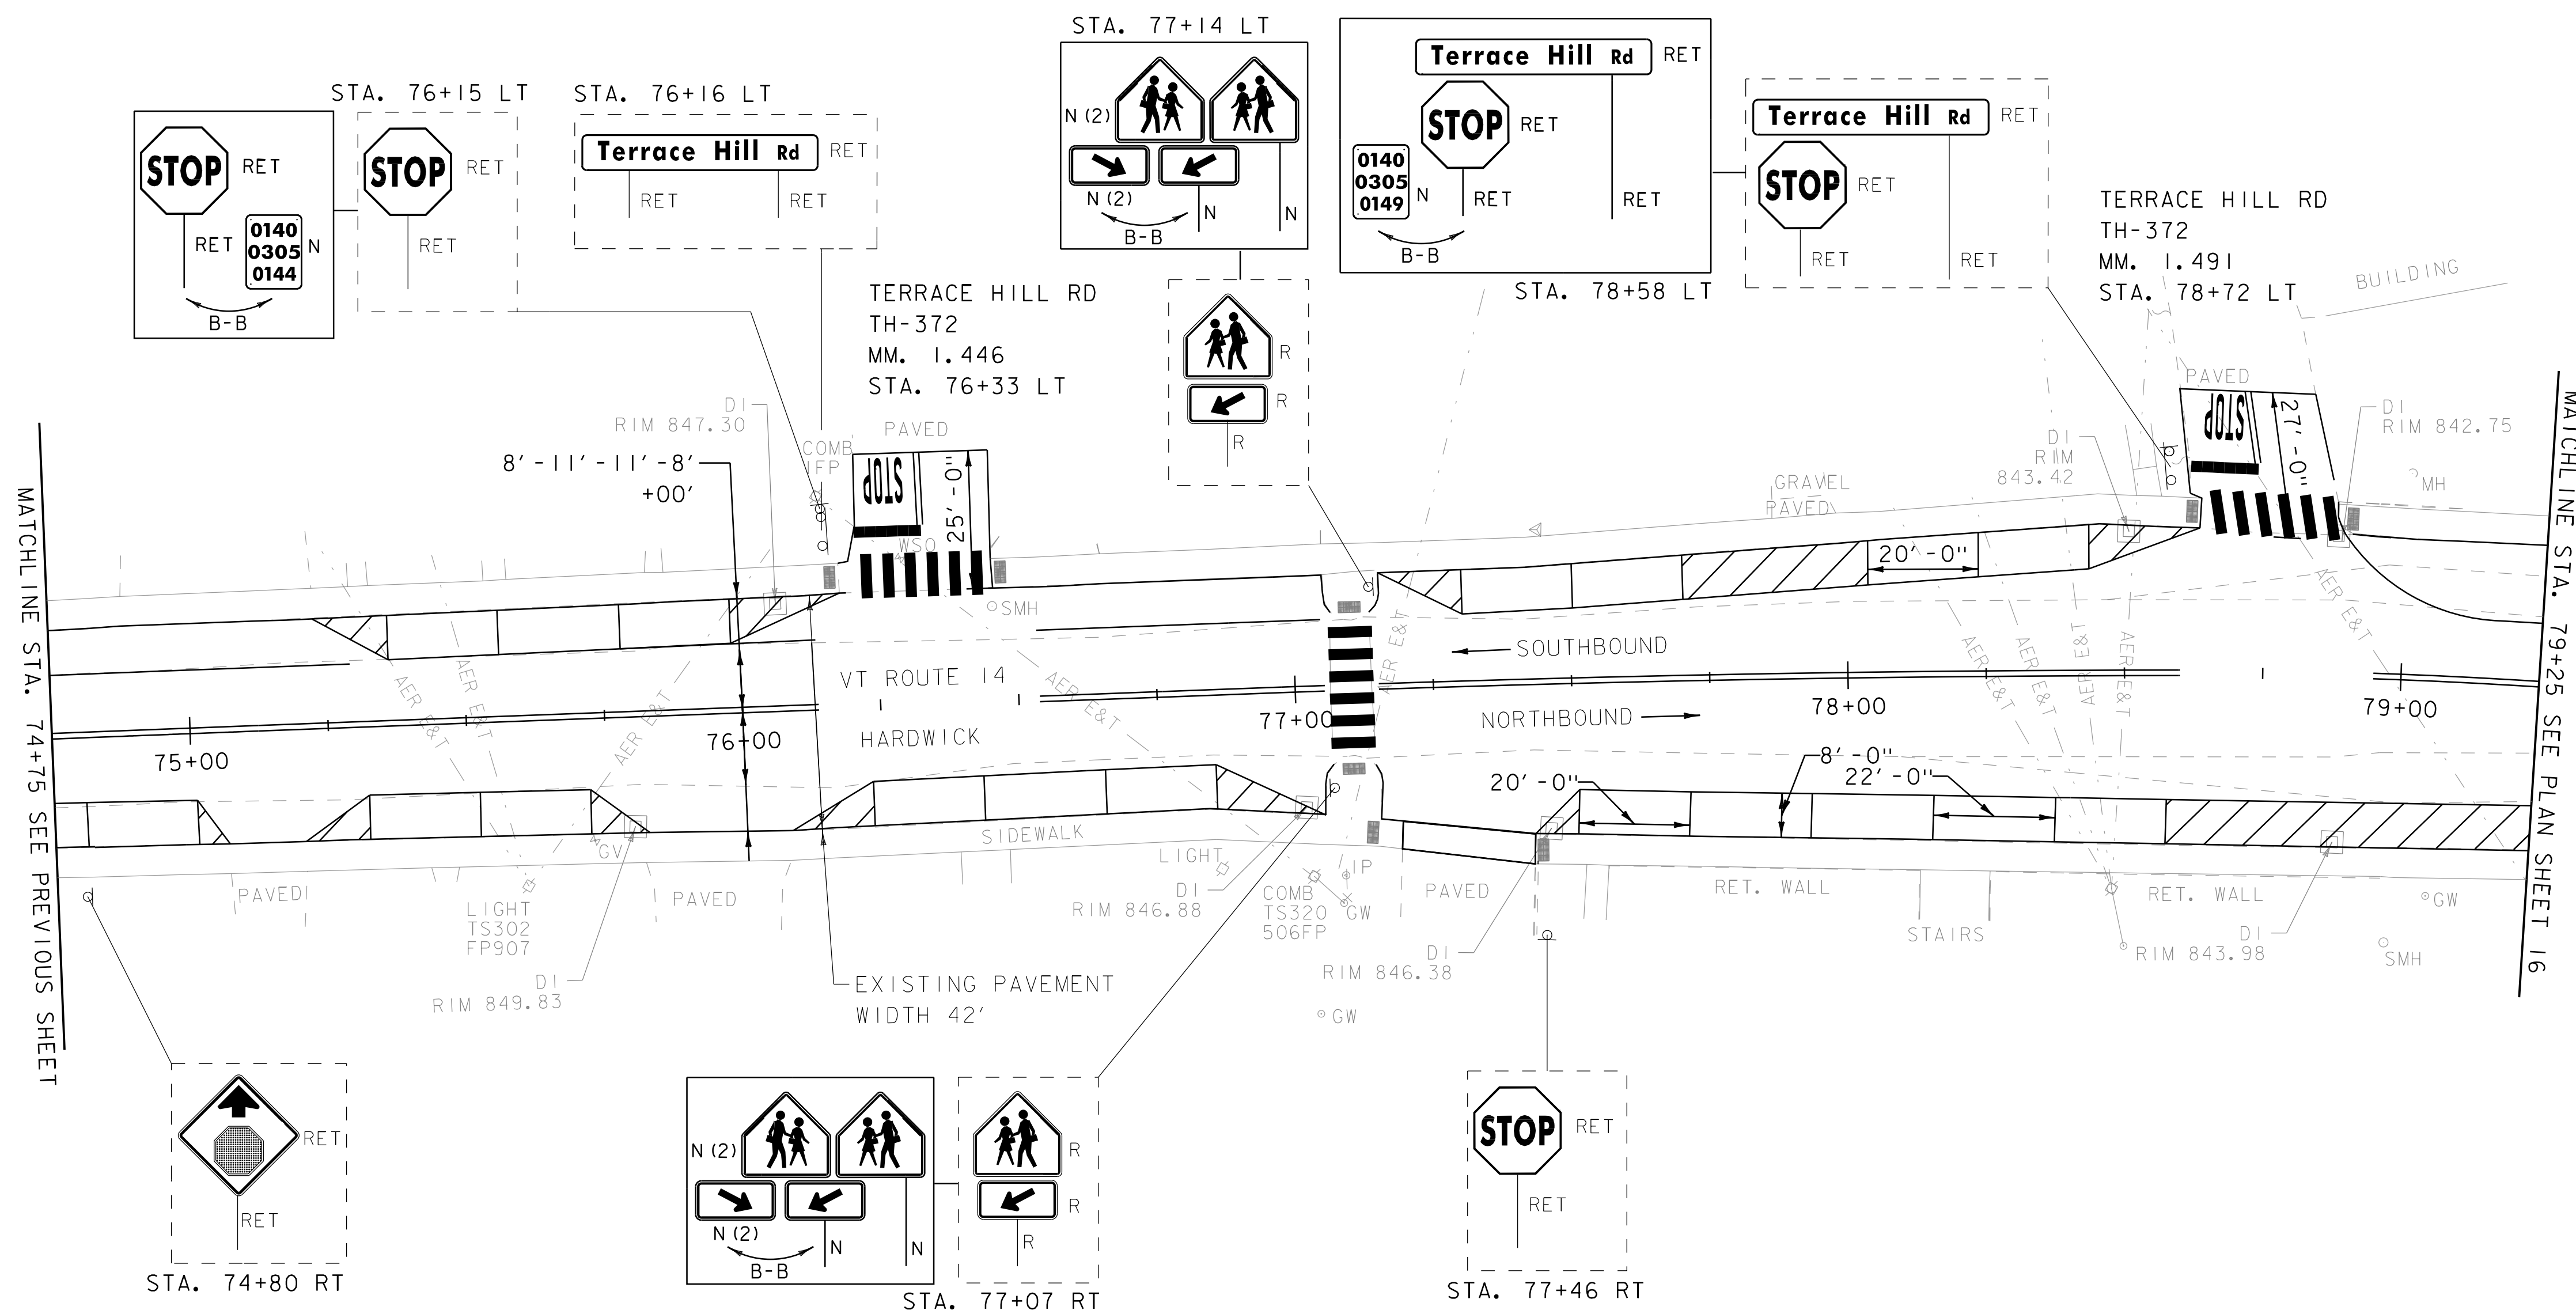 STA. 76+15 LT
STOP RET
RET
0140
0305
0144
N
B-B
STOP RET
RET
STA. 76+16 LT
Terrace Hill Rd RET
RET RET
STA. 77+14 LT
N (2)
N (2)
N
N
B-B
R
R
R
Terrace Hill Rd RET
STOP RET
0140
0305
0149
N
RET
RET
B-B
STA. 78+58 LT
Terrace Hill Rd RET
STOP RET
RET
RET
TERRACE HILL RD
TH-372
MM. 1.446
STA. 76+33 LT
TERRACE HILL RD
TH-372
MM. 1.491
STA. 78+72 LT
BUILDING
MATCHLINE STA. 74+75 SEE PREVIOUS SHEET
DI
RIM 847.30
8'-11'-11'-8'
+00'
COMB
1FP
PAVED
STOP
25'-0"
WSO
SMH
GRAVEL
PAVED
DI
RIM
843.42
PAVED
STOP
27'-0"
DI
RIM 842.75
MH
MATCHLINE STA. 79+25 SEE PLAN SHEET 16
20'-0"
AER E&T
AER E&T
AER E&T
AER E&T
AER E&T
AER E&T
AER E&T
AER E&T
AER E&T
AER E&T
SOUTHBOUND
VT ROUTE 14
HARDWICK
NORTHBOUND
75+00
76+00
77+00
78+00
79+00
20'-0"
8'-0"
22'-0"
SIDEWALK
GV
PAVED
PAVED
LIGHT
TS302
FP907
DI
RIM 849.83
EXISTING PAVEMENT
WIDTH 42'
LIGHT
DI
RIM 846.88
COMB
TS320
506FP
IP
GW
PAVED
DI
RIM 846.38
GW
RET. WALL
STAIRS
RET. WALL
DI
RIM 843.98
GW
SMH
RET
RET
STA. 74+80 RT
N (2)
N (2)
N
N
B-B
R
R
R
STA. 77+07 RT
STOP RET
RET
STA. 77+46 RT